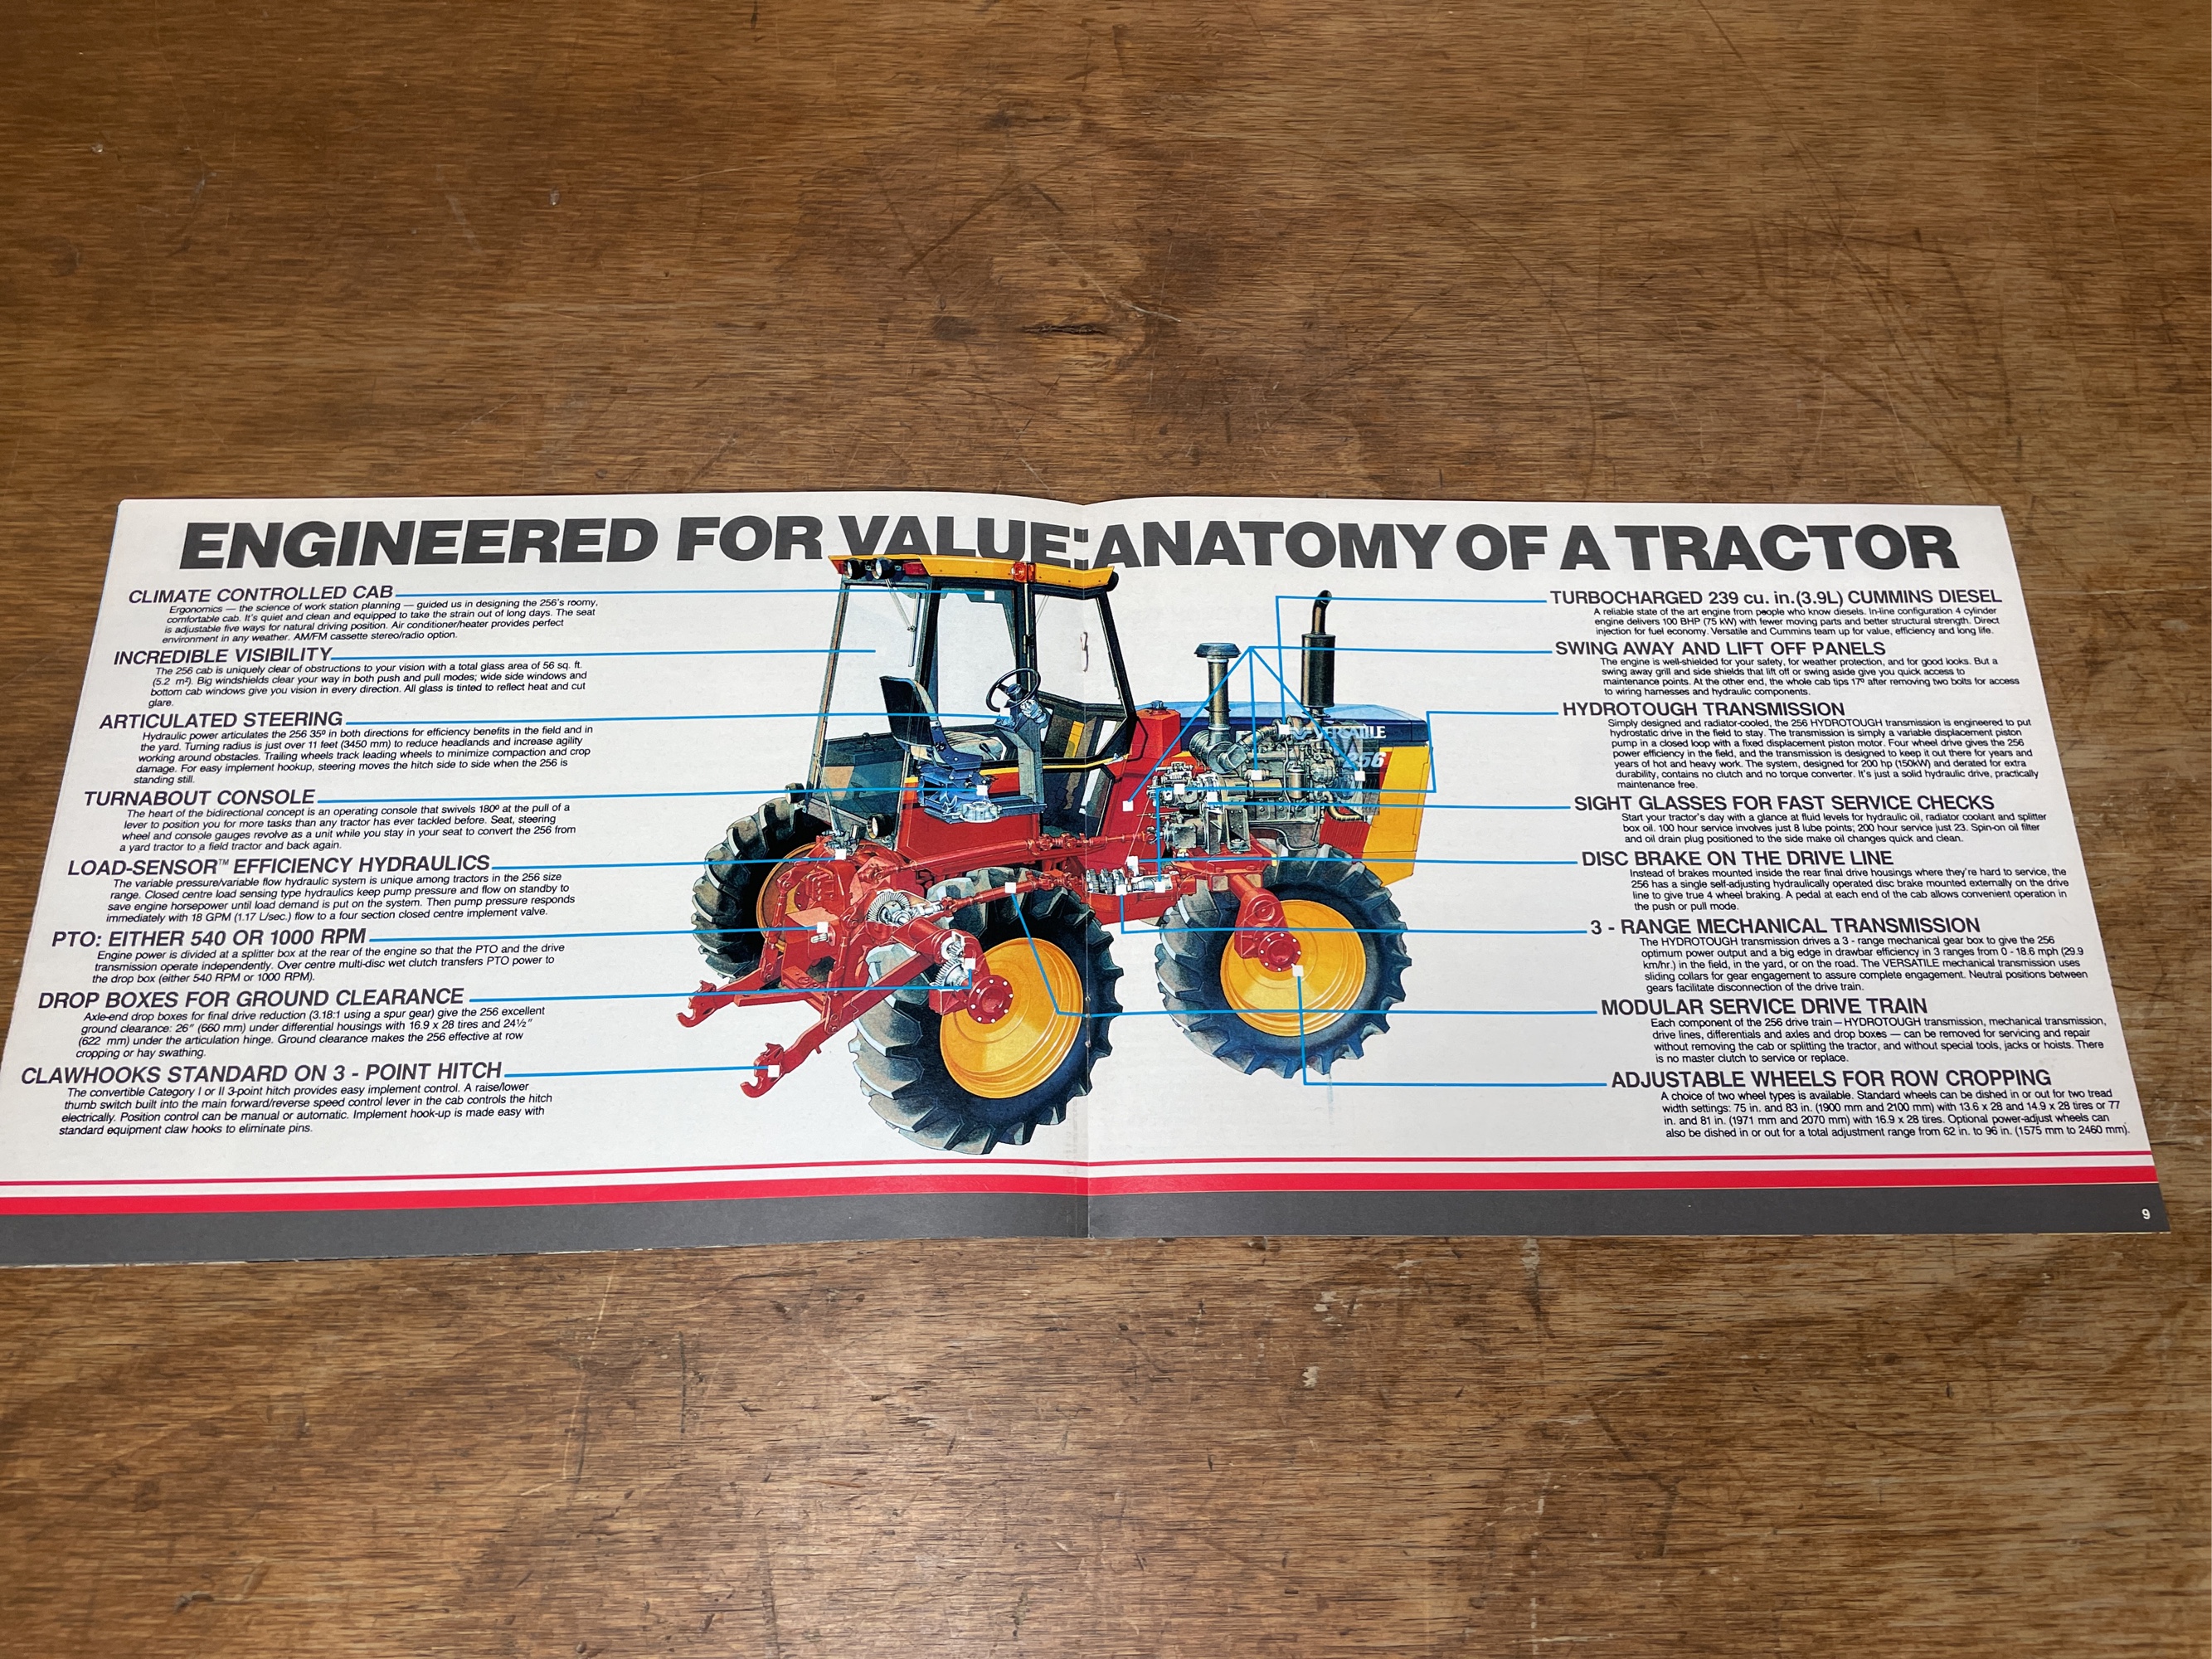 ENGINEERED FOR VALUE: ANATOMY OF A TRACTOR
CLIMATE CONTROLLED CAB
Ergonomics — the science of work station planning — guided us in designing the 256's roomy,
comfortable cab. It's quiet and clean and equipped to take the strain out of long days. The seat
is adjustable five ways for natural driving position. Air conditioner/heater provides perfect
environment in any weather. AM/FM cassette stereo/radio option.
INCREDIBLE VISIBILITY
The 256 cab is uniquely clear of obstructions to your vision with a total glass area of 56 sq. ft.
(5.2 m²). Big windshields clear your way in both push and pull modes; wide side windows and
bottom cab windows give you vision in every direction. All glass is tinted to reflect heat and cut
glare.
ARTICULATED STEERING
Hydraulic power articulates the 256 35º in both directions for efficiency benefits in the field and in
the yard. Turning radius is just over 11 feet (3450 mm) to reduce headlands and increase agility
working around obstacles. Trailing wheels track leading wheels to minimize compaction and crop
damage. For easy implement hookup, steering moves the hitch side to side when the 256 is
standing still.
TURNABOUT CONSOLE
The heart of the bidirectional concept is an operating console that swivels 180º at the pull of a
lever to position you for more tasks than any tractor has ever tackled before. Seat, steering
wheel and console gauges revolve as a unit while you stay in your seat to convert the 256 from
a yard tractor to a field tractor and back again.
LOAD-SENSOR™ EFFICIENCY HYDRAULICS
The variable pressure/variable flow hydraulic system is unique among tractors in the 256 size
range. Closed centre load sensing type hydraulics keep pump pressure and flow on standby to
save engine horsepower until load demand is put on the system. Then pump pressure responds
immediately with 18 GPM (1.17 L/sec.) flow to a four section closed centre implement valve.
PTO: EITHER 540 OR 1000 RPM
Engine power is divided at a splitter box at the rear of the engine so that the PTO and the drive
transmission operate independently. Over centre multi-disc wet clutch transfers PTO power to
the drop box (either 540 RPM or 1000 RPM).
DROP BOXES FOR GROUND CLEARANCE
Axle-end drop boxes for final drive reduction (3.18:1 using a spur gear) give the 256 excellent
ground clearance: 26" (660 mm) under differential housings with 16.9 x 28 tires and 24½"
(622 mm) under the articulation hinge. Ground clearance makes the 256 effective at row
cropping or hay swathing.
CLAWHOOKS STANDARD ON 3 - POINT HITCH
The convertible Category I or II 3-point hitch provides easy implement control. A raise/lower
thumb switch built into the main forward/reverse speed control lever in the cab controls the hitch
electrically. Position control can be manual or automatic. Implement hook-up is made easy with
standard equipment claw hooks to eliminate pins.
VERSATILE
256
TURBOCHARGED 239 cu. in.(3.9L) CUMMINS DIESEL
A reliable state of the art engine from people who know diesels. In-line configuration 4 cylinder
engine delivers 100 BHP (75 kW) with fewer moving parts and better structural strength. Direct
injection for fuel economy. Versatile and Cummins team up for value, efficiency and long life.
SWING AWAY AND LIFT OFF PANELS
The engine is well-shielded for your safety, for weather protection, and for good looks. But a
swing away grill and side shields that lift off or swing aside give you quick access to
maintenance points. At the other end, the whole cab tips 17º after removing two bolts for access
to wiring harnesses and hydraulic components.
HYDROTOUGH TRANSMISSION
Simply designed and radiator-cooled, the 256 HYDROTOUGH transmission is engineered to put
hydrostatic drive in the field to stay. The transmission is simply a variable displacement piston
pump in a closed loop with a fixed displacement piston motor. Four wheel drive gives the 256
power efficiency in the field, and the transmission is designed to keep it out there for years and
years of hot and heavy work. The system, designed for 200 hp (150kW) and derated for extra
durability, contains no clutch and no torque converter. It's just a solid hydraulic drive, practically
maintenance free.
SIGHT GLASSES FOR FAST SERVICE CHECKS
Start your tractor's day with a glance at fluid levels for hydraulic oil, radiator coolant and splitter
box oil. 100 hour service involves just 8 lube points; 200 hour service just 23. Spin-on oil filter
and oil drain plug positioned to the side make oil changes quick and clean.
DISC BRAKE ON THE DRIVE LINE
Instead of brakes mounted inside the rear final drive housings where they're hard to service, the
256 has a single self-adjusting hydraulically operated disc brake mounted externally on the drive
line to give true 4 wheel braking. A pedal at each end of the cab allows convenient operation in
the push or pull mode.
3 - RANGE MECHANICAL TRANSMISSION
The HYDROTOUGH transmission drives a 3 - range mechanical gear box to give the 256
optimum power output and a big edge in drawbar efficiency in 3 ranges from 0 - 18.6 mph (29.9
km/hr.) in the field, in the yard, or on the road. The VERSATILE mechanical transmission uses
sliding collars for gear engagement to assure complete engagement. Neutral positions between
gears facilitate disconnection of the drive train.
MODULAR SERVICE DRIVE TRAIN
Each component of the 256 drive train — HYDROTOUGH transmission, mechanical transmission,
drive lines, differentials and axles and drop boxes — can be removed for servicing and repair
without removing the cab or splitting the tractor, and without special tools, jacks or hoists. There
is no master clutch to service or replace.
ADJUSTABLE WHEELS FOR ROW CROPPING
A choice of two wheel types is available. Standard wheels can be dished in or out for two tread
width settings: 75 in. and 83 in. (1900 mm and 2100 mm) with 13.6 x 28 and 14.9 x 28 tires or 77
in. and 81 in. (1971 mm and 2070 mm) with 16.9 x 28 tires. Optional power-adjust wheels can
also be dished in or out for a total adjustment range from 62 in. to 96 in. (1575 mm to 2460 mm).
9